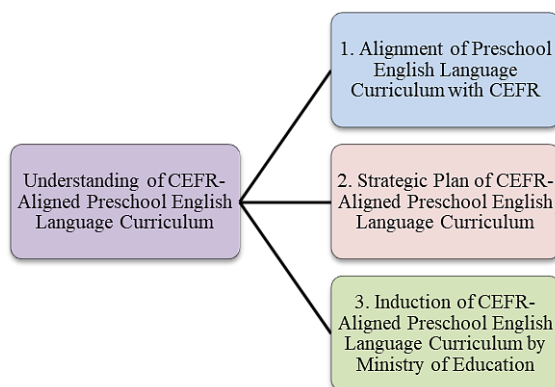 Understanding of CEFR-
Aligned Preschool English
Language Curriculum
1. Alignment of Preschool
English Language
Curriculum with CEFR
2. Strategic Plan of CEFR-
Aligned Preschool English
Language Curriculum
3. Induction of CEFR-
Aligned Preschool English
Language Curriculum by
Ministry of Education